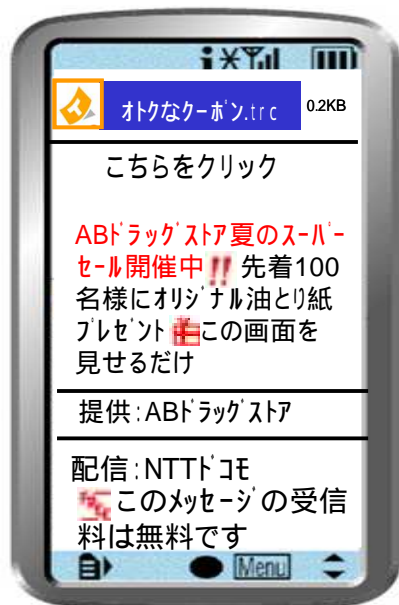 オトクなクーポン.trc 0.2KB
こちらをクリック
ABドラッグストア夏のスーパー
セール開催中!! 先着100
名様にオリジナル油とり紙
プレゼント この画面を
見せるだけ
提供:ABドラッグストア
配信:NTTドコモ
このメッセージの受信
料は無料です
Menu